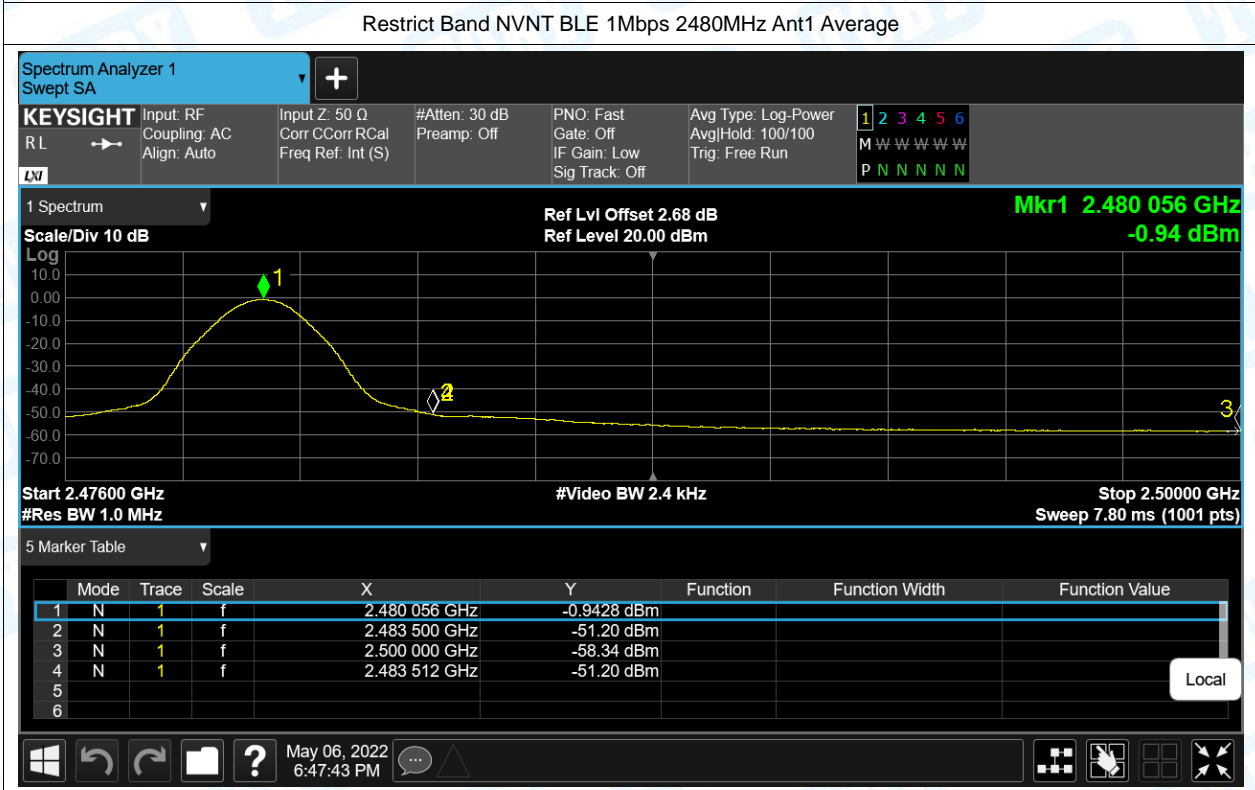 Restrict Band NVNT BLE 1Mbps 2480MHz Ant1 Average
Spectrum Analyzer 1
Swept SA
KEYSIGHT
RL
LXI
Input: RF
Coupling: AC
Align: Auto
Input Z: 50 Ω
Corr CCorr RCal
Freq Ref: Int (S)
#Atten: 30 dB
Preamp: Off
PNO: Fast
Gate: Off
IF Gain: Low
Sig Track: Off
Avg Type: Log-Power
Avg|Hold: 100/100
Trig: Free Run
1 2 3 4 5 6
M W W W W W
P N N N N N
1 Spectrum
Scale/Div 10 dB
Ref Lvl Offset 2.68 dB
Ref Level 20.00 dBm
Mkr1 2.480 056 GHz
-0.94 dBm
Log
10.0
0.00
-10.0
-20.0
-30.0
-40.0
-50.0
-60.0
-70.0
1
3
Start 2.47600 GHz
#Video BW 2.4 kHz
Stop 2.50000 GHz
#Res BW 1.0 MHz
Sweep 7.80 ms (1001 pts)
5 Marker Table
Mode Trace Scale X Y Function Function Width Function Value
1 N 1 f 2.480 056 GHz -0.9428 dBm
2 N 1 f 2.483 500 GHz -51.20 dBm
3 N 1 f 2.500 000 GHz -58.34 dBm
4 N 1 f 2.483 512 GHz -51.20 dBm
5
6
Local
May 06, 2022
6:47:43 PM